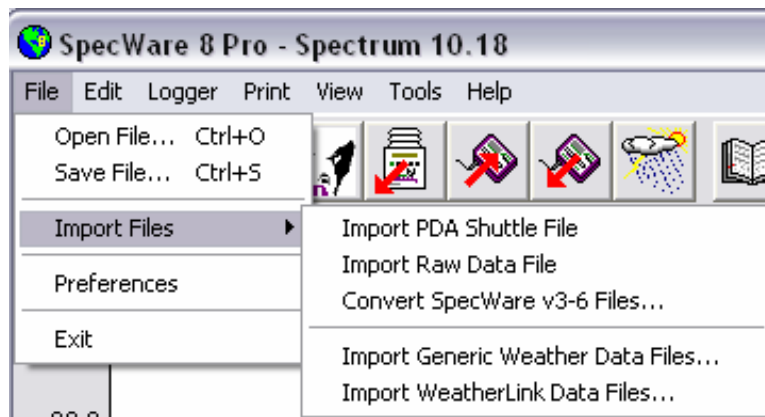 SpecWare 8 Pro - Spectrum 10.18
File Edit Logger Print View Tools Help
Open File... Ctrl+O
Save File... Ctrl+S
Import Files
Import PDA Shuttle File
Import Raw Data File
Preferences
Convert SpecWare v3-6 Files...
Exit
Import Generic Weather Data Files...
Import WeatherLink Data Files...